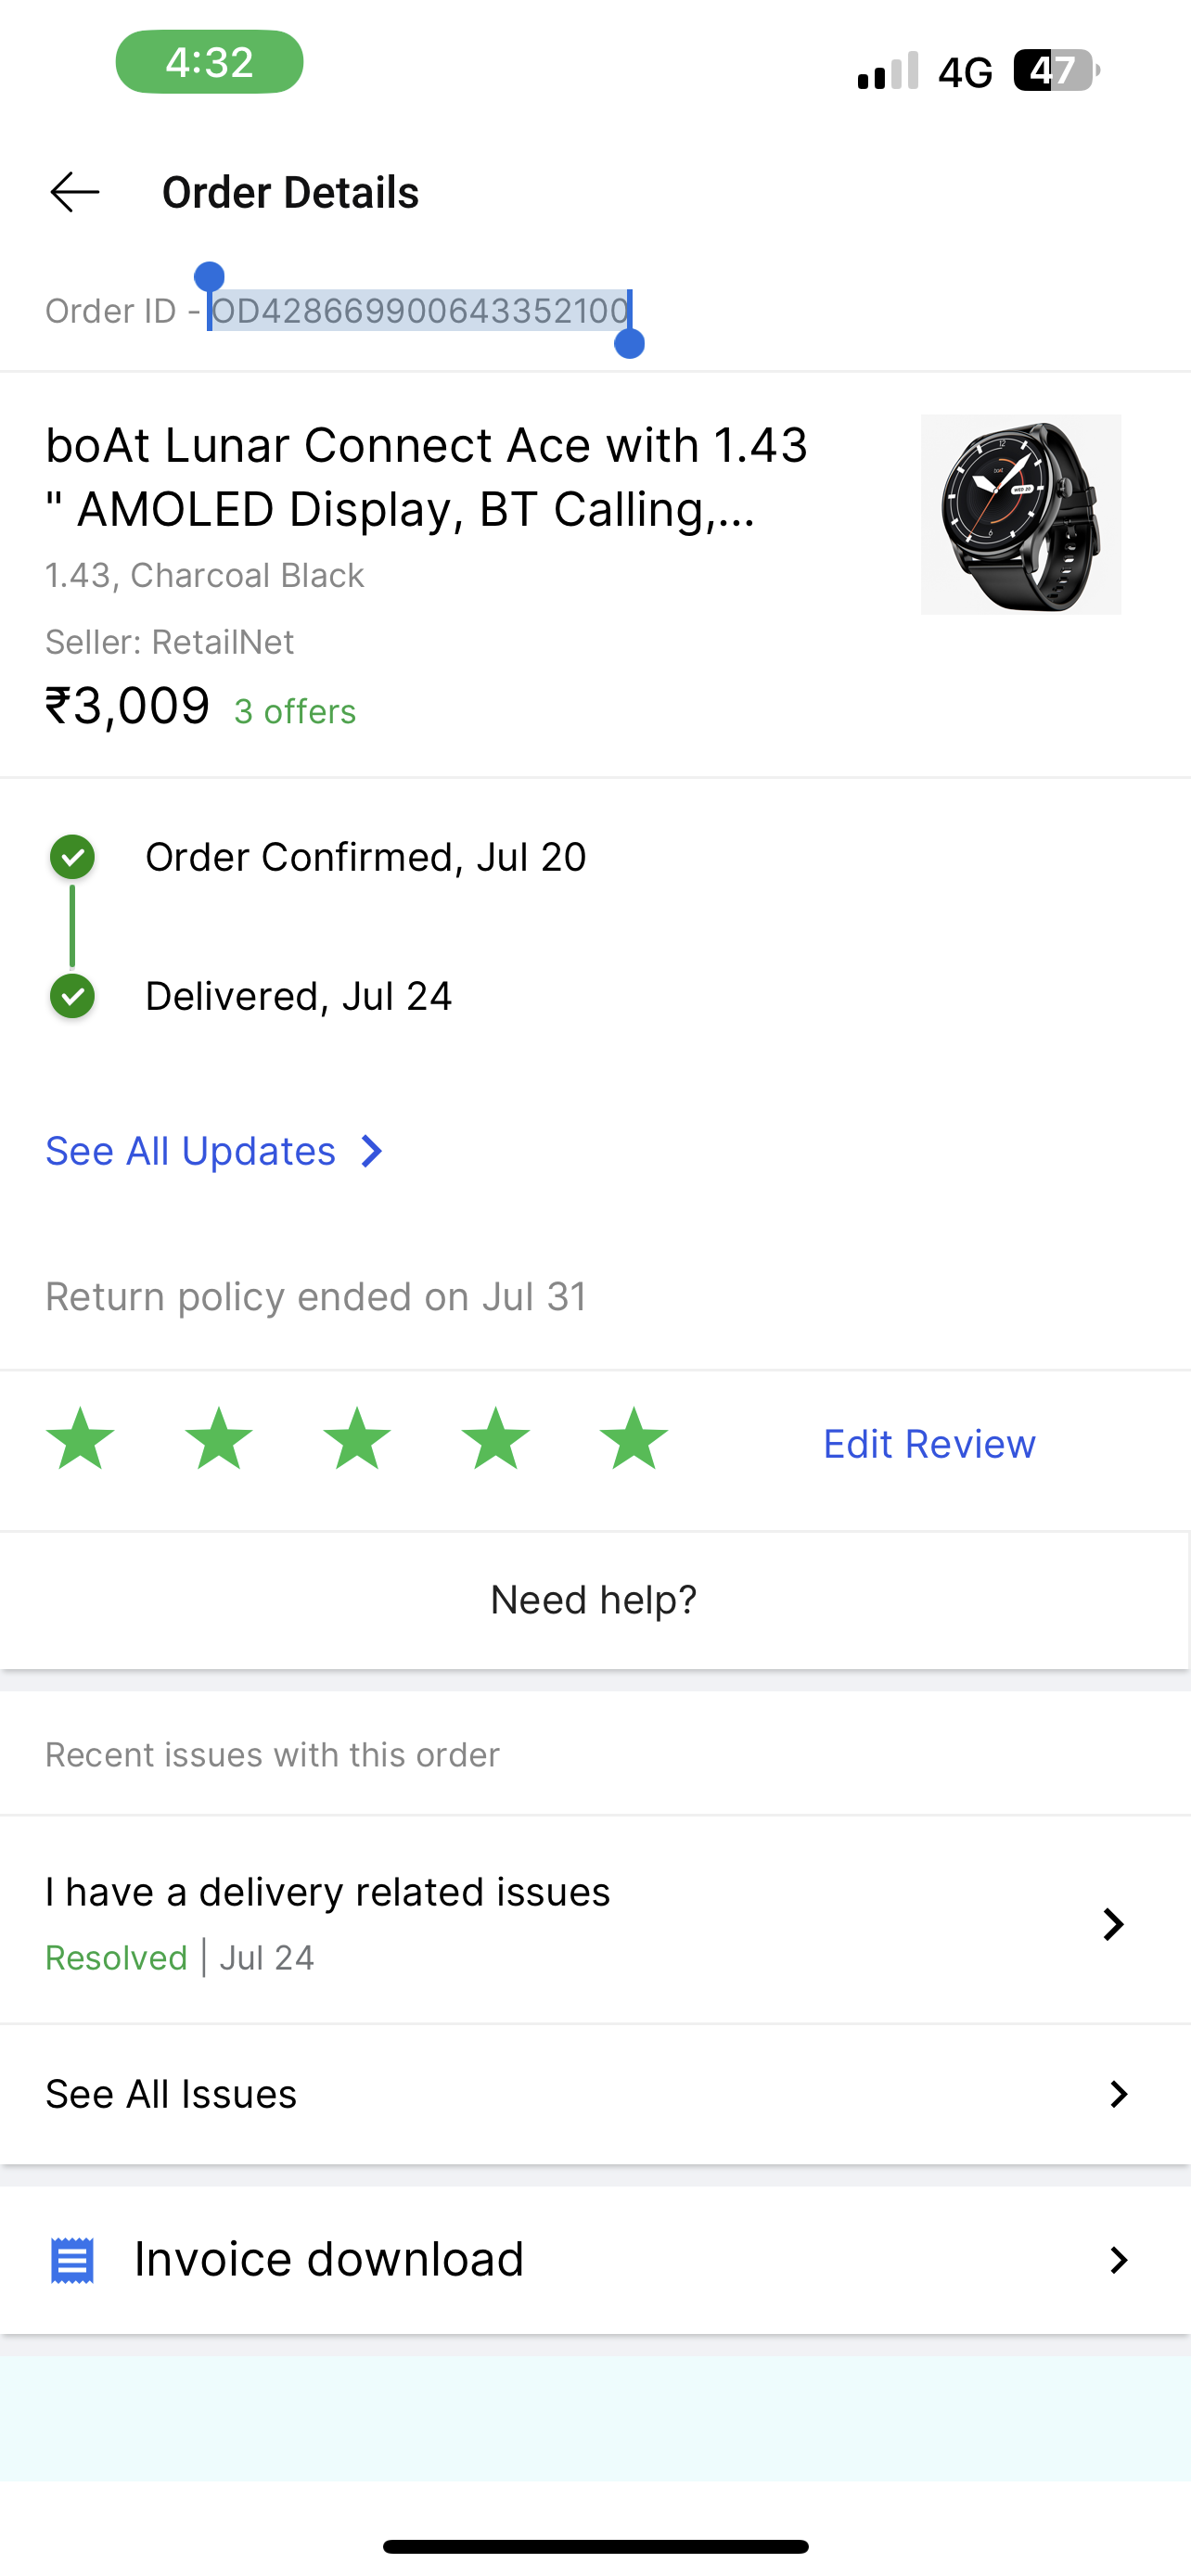 4:32
4G 47
Order Details
Order ID - OD428669900643352100
boAt Lunar Connect Ace with 1.43
" AMOLED Display, BT Calling,...
1.43, Charcoal Black
Seller: RetailNet
₹3,009 3 offers
Order Confirmed, Jul 20
Delivered, Jul 24
See All Updates
Return policy ended on Jul 31
Edit Review
Need help?
Recent issues with this order
I have a delivery related issues
Resolved | Jul 24
See All Issues
Invoice download